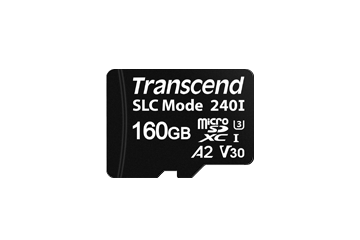 Transcend
SLC Mode 240I
160GB micro SD XC I U3
A2 V30